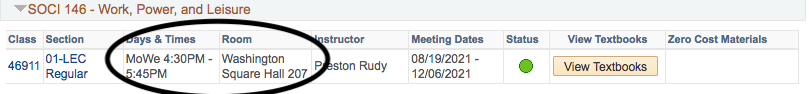 SOCI 146 - Work, Power, and Leisure
Class Section Days & Times Room Instructor Meeting Dates Status View Textbooks Zero Cost Materials
46911 01-LEC Regular MoWe 4:30PM - 5:45PM Washington Square Hall 207 Preston Rudy 08/19/2021 - 12/06/2021 View Textbooks